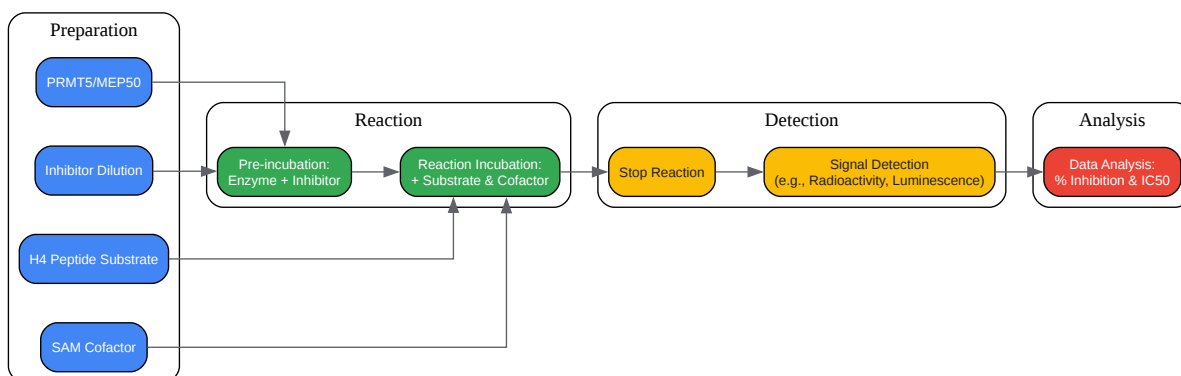 Preparation
PRMT5/MEP50
Inhibitor Dilution
H4 Peptide Substrate
SAM Cofactor
Reaction
Pre-incubation:
Enzyme + Inhibitor
Reaction Incubation:
+ Substrate & Cofactor
Detection
Stop Reaction
Signal Detection
(e.g., Radioactivity, Luminescence)
Analysis
Data Analysis:
% Inhibition & IC50